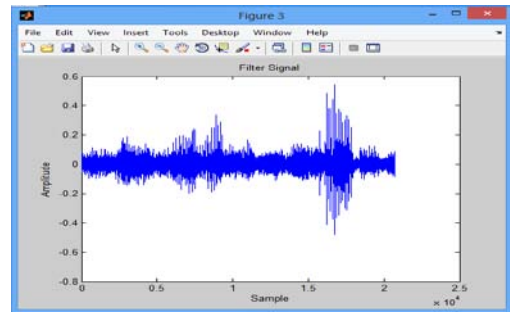 Figure 3
File Edit View Insert Tools Desktop Window Help
Filter Signal
0.6
0.4
0.2
0
-0.2
-0.4
-0.6
-0.8
Amplitute
0 0.5 1 1.5 2 2.5
Sample
× 10⁴